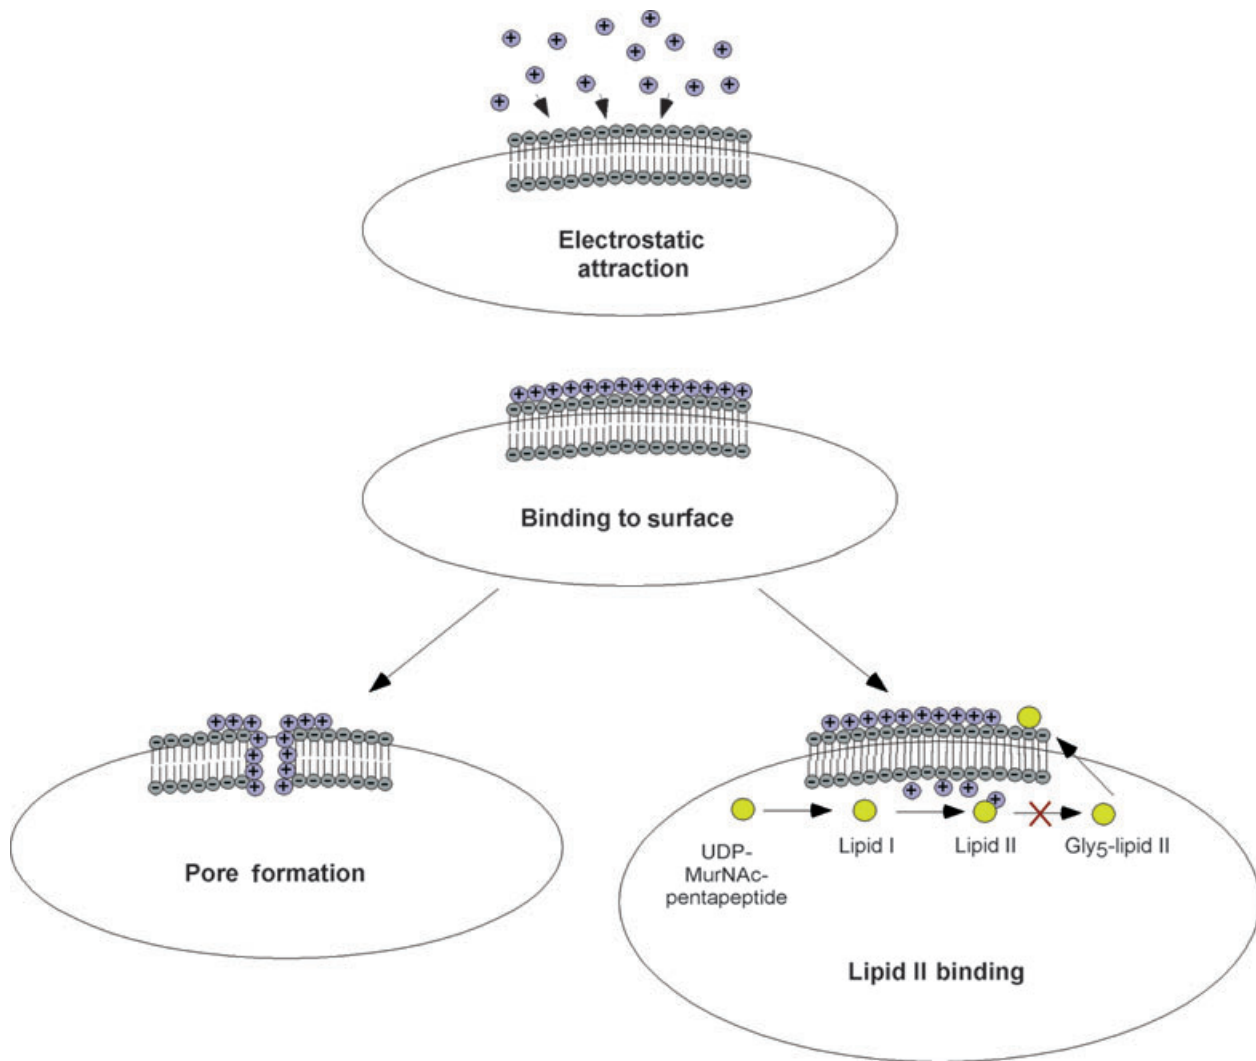 Electrostatic
attraction
Binding to surface
Pore formation
UDP-
MurNAc-
pentapeptide
Lipid I
Lipid II
Gly5-lipid II
Lipid II binding